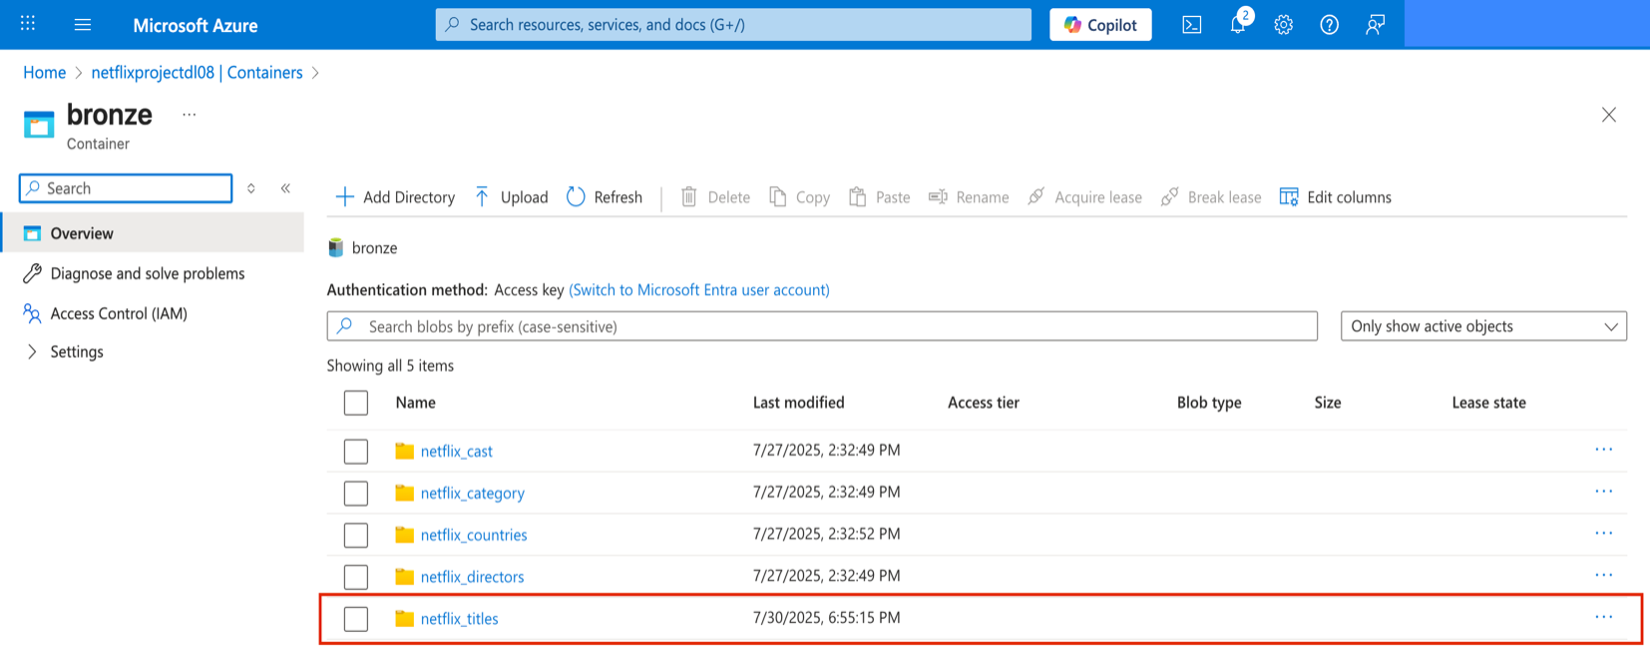 Microsoft Azure
Search resources, services, and docs (G+/)
Copilot
2
Home > netflixprojectdl08 | Containers >
bronze ...
Container
Search
Overview
Diagnose and solve problems
Access Control (IAM)
Settings
Add Directory Upload Refresh Delete Copy Paste Rename Acquire lease Break lease Edit columns
bronze
Authentication method: Access key (Switch to Microsoft Entra user account)
Search blobs by prefix (case-sensitive) Only show active objects
Showing all 5 items
Name Last modified Access tier Blob type Size Lease state
netflix_cast 7/27/2025, 2:32:49 PM ...
netflix_category 7/27/2025, 2:32:49 PM ...
netflix_countries 7/27/2025, 2:32:52 PM ...
netflix_directors 7/27/2025, 2:32:49 PM ...
netflix_titles 7/30/2025, 6:55:15 PM ...